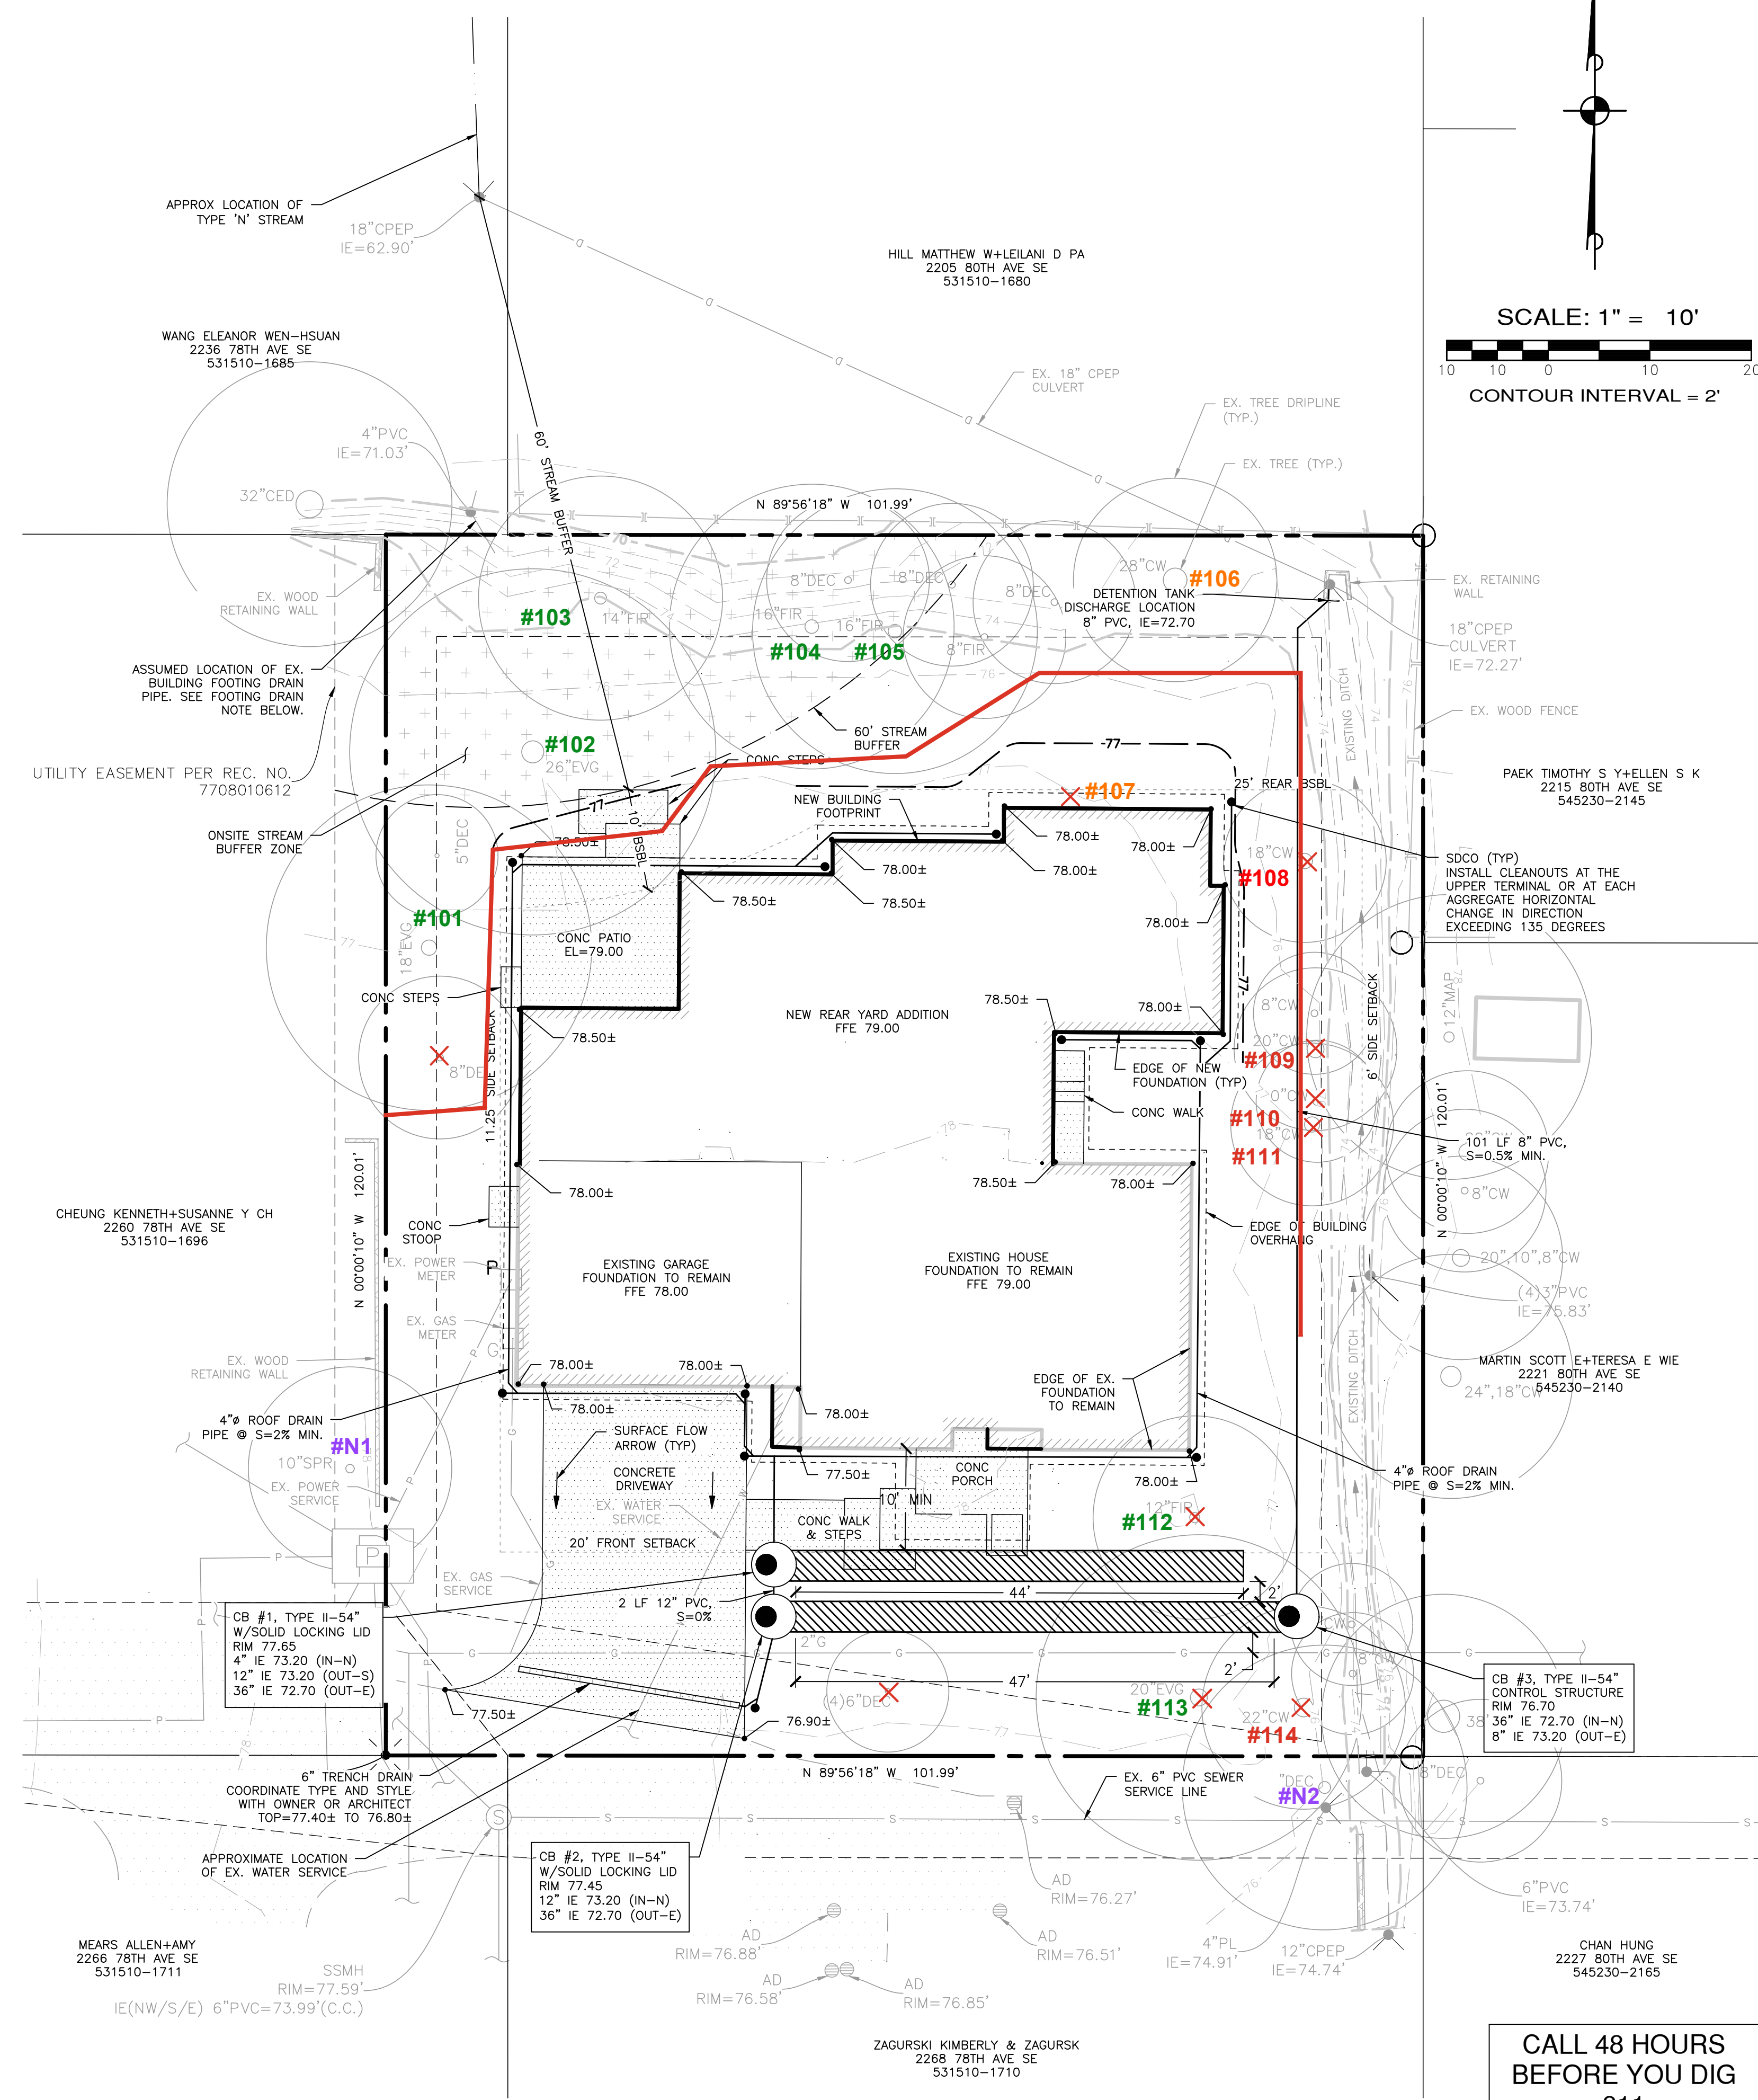 APPROX LOCATION OF
TYPE 'N' STREAM
18"CPEP
IE=62.90'
HILL MATTHEW W+LEILANI D PA
2205 80TH AVE SE
531510-1680
SCALE: 1" = 10'
10 10 0 10 20
CONTOUR INTERVAL = 2'
WANG ELEANOR WEN-HSUAN
2236 78TH AVE SE
531510-1685
EX. 18" CPEP
CULVERT
EX. TREE DRIPLINE
(TYP.)
EX. TREE (TYP.)
4"PVC
IE=71.03'
60' STREAM BUFFER
32"CED
N 89°56'18" W 101.99'
70
72
74
76
EX. WOOD
RETAINING WALL
#103
14"FIR
8"DEC
8"DEC
8"DEC
16"FIR
16"FIR
8"FIR
#104
#105
28"CW
#106
DETENTION TANK
DISCHARGE LOCATION
8" PVC, IE=72.70
EX. RETAINING
WALL
18"CPEP
CULVERT
IE=72.27'
EX. WOOD FENCE
EXISTING DITCH
ASSUMED LOCATION OF EX.
BUILDING FOOTING DRAIN
PIPE. SEE FOOTING DRAIN
NOTE BELOW.
UTILITY EASEMENT PER REC. NO.
7708010612
ONSITE STREAM
BUFFER ZONE
#102
26"EVG
60' STREAM
BUFFER
CONC STEPS
77
77
10' BSBL
NEW BUILDING
FOOTPRINT
#107
25' REAR BSBL
PAEK TIMOTHY S Y+ELLEN S K
2215 80TH AVE SE
545230-2145
5"DEC
78.50±
78.00±
78.00±
78.00±
78.00±
78.50±
78.50±
18"CW
#108
SDCO (TYP)
INSTALL CLEANOUTS AT THE
UPPER TERMINAL OR AT EACH
AGGREGATE HORIZONTAL
CHANGE IN DIRECTION
EXCEEDING 135 DEGREES
#101
18"EVG
78.00±
CONC PATIO
EL=79.00
CONC STEPS
78.50±
NEW REAR YARD ADDITION
FFE 79.00
78.50±
78.00±
77
8"CW
20"CW
#109
6' SIDE SETBACK
12"MAP
11.25 SIDE SETBACK
EDGE OF NEW
FOUNDATION (TYP)
CONC WALK
#110
18"CW
#111
101 LF 8" PVC,
S=0.5% MIN.
N 00°00'10" W 120.01'
N 00°00'10" W 120.01'
78
78.50±
78.00±
78.00±
8"CW
CHEUNG KENNETH+SUSANNE Y CH
2260 78TH AVE SE
531510-1696
CONC
STOOP
EDGE OF BUILDING
OVERHANG
EX. POWER
METER
P
EXISTING GARAGE
FOUNDATION TO REMAIN
FFE 78.00
EXISTING HOUSE
FOUNDATION TO REMAIN
FFE 79.00
20",10",8"CW
(4)3"PVC
IE=75.83'
EX. GAS
METER
G
EX. WOOD
RETAINING WALL
78.00±
78.00±
EXISTING DITCH
MARTIN SCOTT E+TERESA E WIE
2221 80TH AVE SE
545230-2140
24",18"CW
EDGE OF EX.
FOUNDATION
TO REMAIN
78.00±
78.00±
4"ø ROOF DRAIN
PIPE @ S=2% MIN.
#N1
10"SPR
SURFACE FLOW
ARROW (TYP)
77.50±
CONC
PORCH
78.00±
4"ø ROOF DRAIN
PIPE @ S=2% MIN.
EX. POWER
SERVICE
CONCRETE
DRIVEWAY
EX. WATER
SERVICE
10' MIN
CONC WALK
& STEPS
12"FIR
#112
20' FRONT SETBACK
P
EX. GAS
SERVICE
44'
2'
2 LF 12" PVC,
S=0%
CB #1, TYPE II-54"
W/SOLID LOCKING LID
RIM 77.65
4" IE 73.20 (IN-N)
12" IE 73.20 (OUT-S)
36" IE 72.70 (OUT-E)
2"G
47'
2'
(4)6"DEC
20"EVG
#113
22"CW
#114
CB #3, TYPE II-54"
CONTROL STRUCTURE
RIM 76.70
36" IE 72.70 (IN-N)
8" IE 73.20 (OUT-E)
77.50±
76.90±
77
6" TRENCH DRAIN
COORDINATE TYPE AND STYLE
WITH OWNER OR ARCHITECT
TOP=77.40± TO 76.80±
N 89°56'18" W 101.99'
EX. 6" PVC SEWER
SERVICE LINE
#N2
8"DEC
S
APPROXIMATE LOCATION
OF EX. WATER SERVICE
CB #2, TYPE II-54"
W/SOLID LOCKING LID
RIM 77.45
12" IE 73.20 (IN-N)
36" IE 72.70 (OUT-E)
AD
RIM=76.27'
6"PVC
IE=73.74'
AD
RIM=76.88'
AD
RIM=76.51'
4"PL
IE=74.91'
12"CPEP
IE=74.74'
MEARS ALLEN+AMY
2266 78TH AVE SE
531510-1711
CHAN HUNG
2227 80TH AVE SE
545230-2165
SSMH
RIM=77.59'
IE(NW/S/E) 6"PVC=73.99'(C.C.)
AD
RIM=76.58'
AD
RIM=76.85'
ZAGURSKI KIMBERLY & ZAGURSK
2268 78TH AVE SE
531510-1710
CALL 48 HOURS
BEFORE YOU DIG